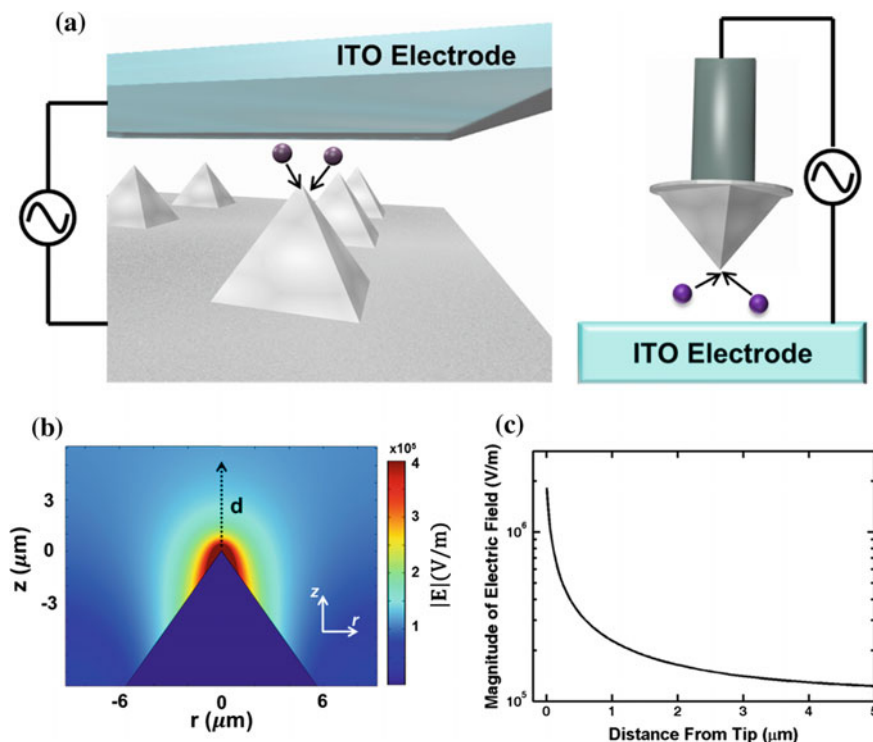 (a)
ITO Electrode
ITO Electrode
(b)
×10⁵
4
3
2
1
|E|(V/m)
d
z
r
z (μm)
3
0
-3
-6 0 6
r (μm)
(c)
Magnitude of Electric Field (V/m)
10⁶
10⁵
0 1 2 3 4 5
Distance From Tip (μm)